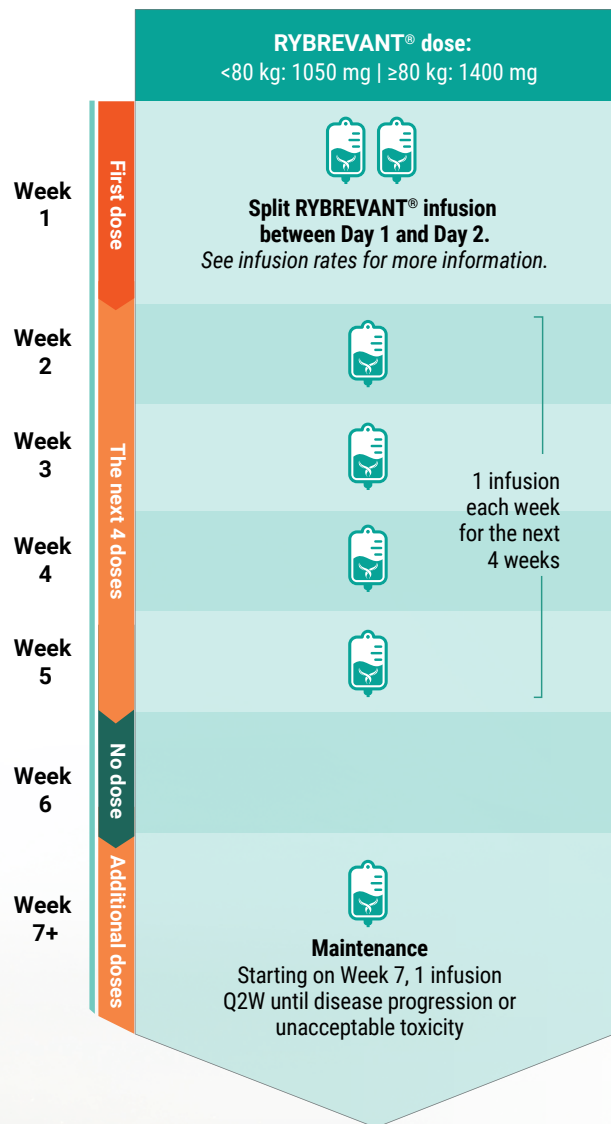 RYBREVANT® dose:
<80 kg: 1050 mg | ≥80 kg: 1400 mg
Week
1
First dose
Split RYBREVANT® infusion
between Day 1 and Day 2.
See infusion rates for more information.
Week
2
The next 4 doses
Week
3
1 infusion
each week
for the next
4 weeks
Week
4
Week
5
Week
6
No dose
Week
7+
Additional doses
Maintenance
Starting on Week 7, 1 infusion
Q2W until disease progression or
unacceptable toxicity